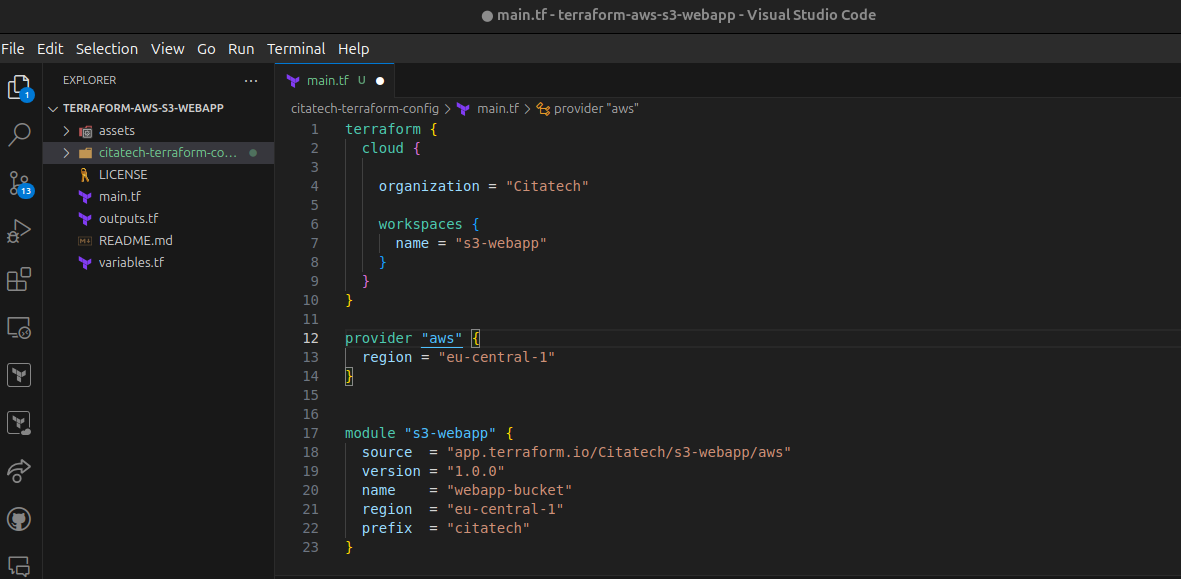 main.tf - terraform-aws-s3-webapp - Visual Studio Code
File Edit Selection View Go Run Terminal Help
EXPLORER ...
main.tf U
TERRAFORM-AWS-S3-WEBAPP
assets
citatech-terraform-co...
LICENSE
main.tf
outputs.tf
README.md
variables.tf
1
13
citatech-terraform-config > main.tf > provider "aws"
1 terraform {
2 cloud {
3
4 organization = "Citatech"
5
6 workspaces {
7 name = "s3-webapp"
8 }
9 }
10 }
11
12 provider "aws" {
13 region = "eu-central-1"
14 }
15
16
17 module "s3-webapp" {
18 source = "app.terraform.io/Citatech/s3-webapp/aws"
19 version = "1.0.0"
20 name = "webapp-bucket"
21 region = "eu-central-1"
22 prefix = "citatech"
23 }